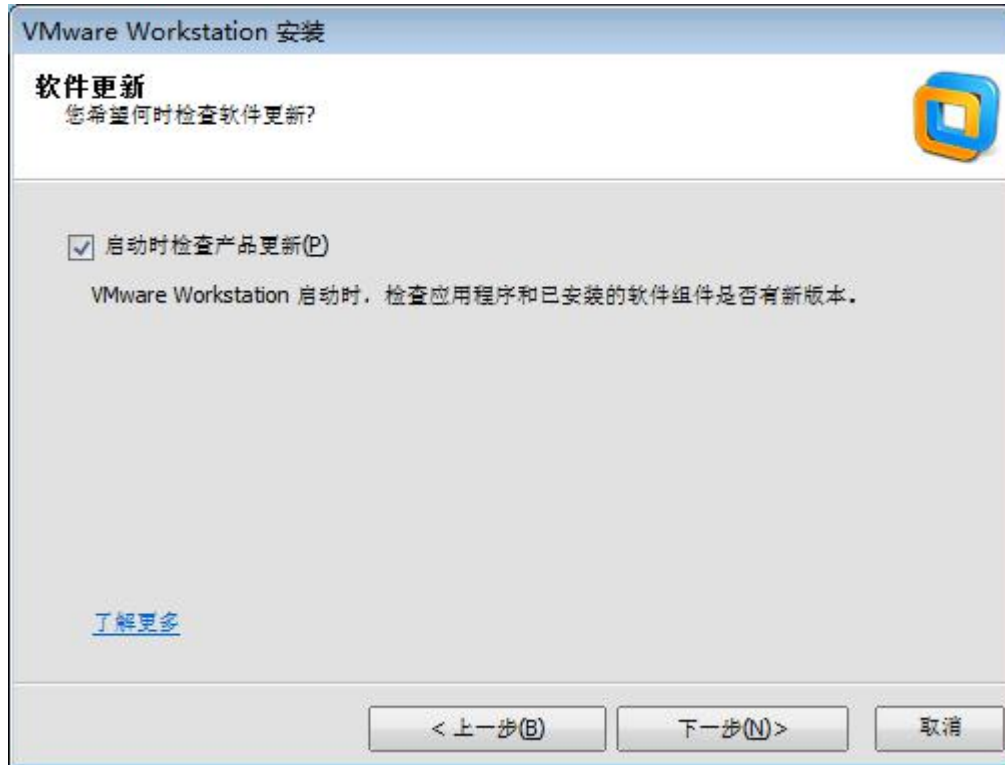 VMware Workstation 安装
软件更新
您希望何时检查软件更新?
启动时检查产品更新(P)
VMware Workstation 启动时，检查应用程序和已安装的软件组件是否有新版本。
了解更多
< 上一步(B)
下一步(N)>
取消